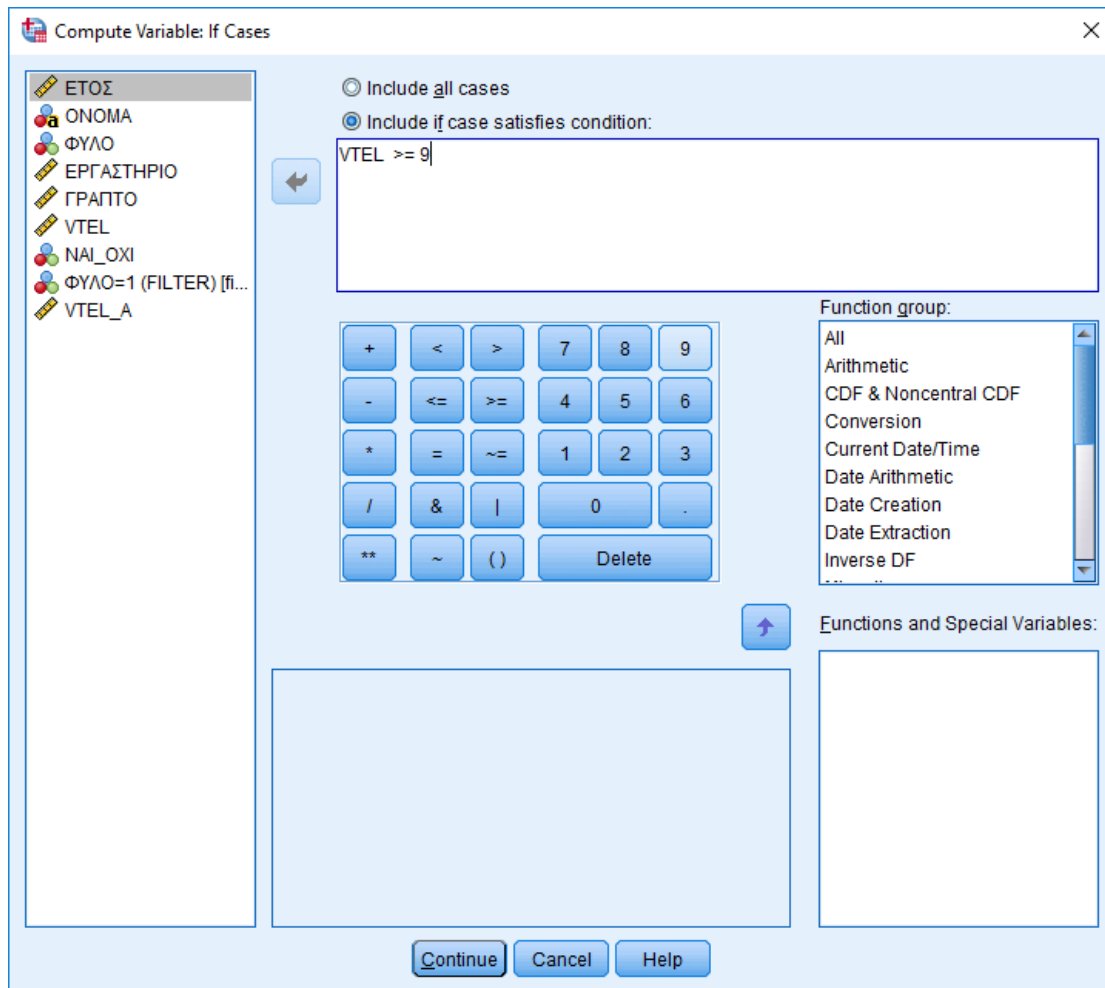 Compute Variable: If Cases
ΕΤΟΣ
ΟΝΟΜΑ
ΦΥΛΟ
ΕΡΓΑΣΤΗΡΙΟ
ΓΡΑΠΤΟ
VTEL
ΝΑΙ_ΟΧΙ
ΦΥΛΟ=1 (FILTER) [fi...
VTEL_A
Include all cases
Include if case satisfies condition:
VTEL >= 9
+ < > 7 8 9
- <= >= 4 5 6
* = ~= 1 2 3
/ & | 0 .
** ~ ( ) Delete
Function group:
All
Arithmetic
CDF & Noncentral CDF
Conversion
Current Date/Time
Date Arithmetic
Date Creation
Date Extraction
Inverse DF
Functions and Special Variables:
Continue Cancel Help